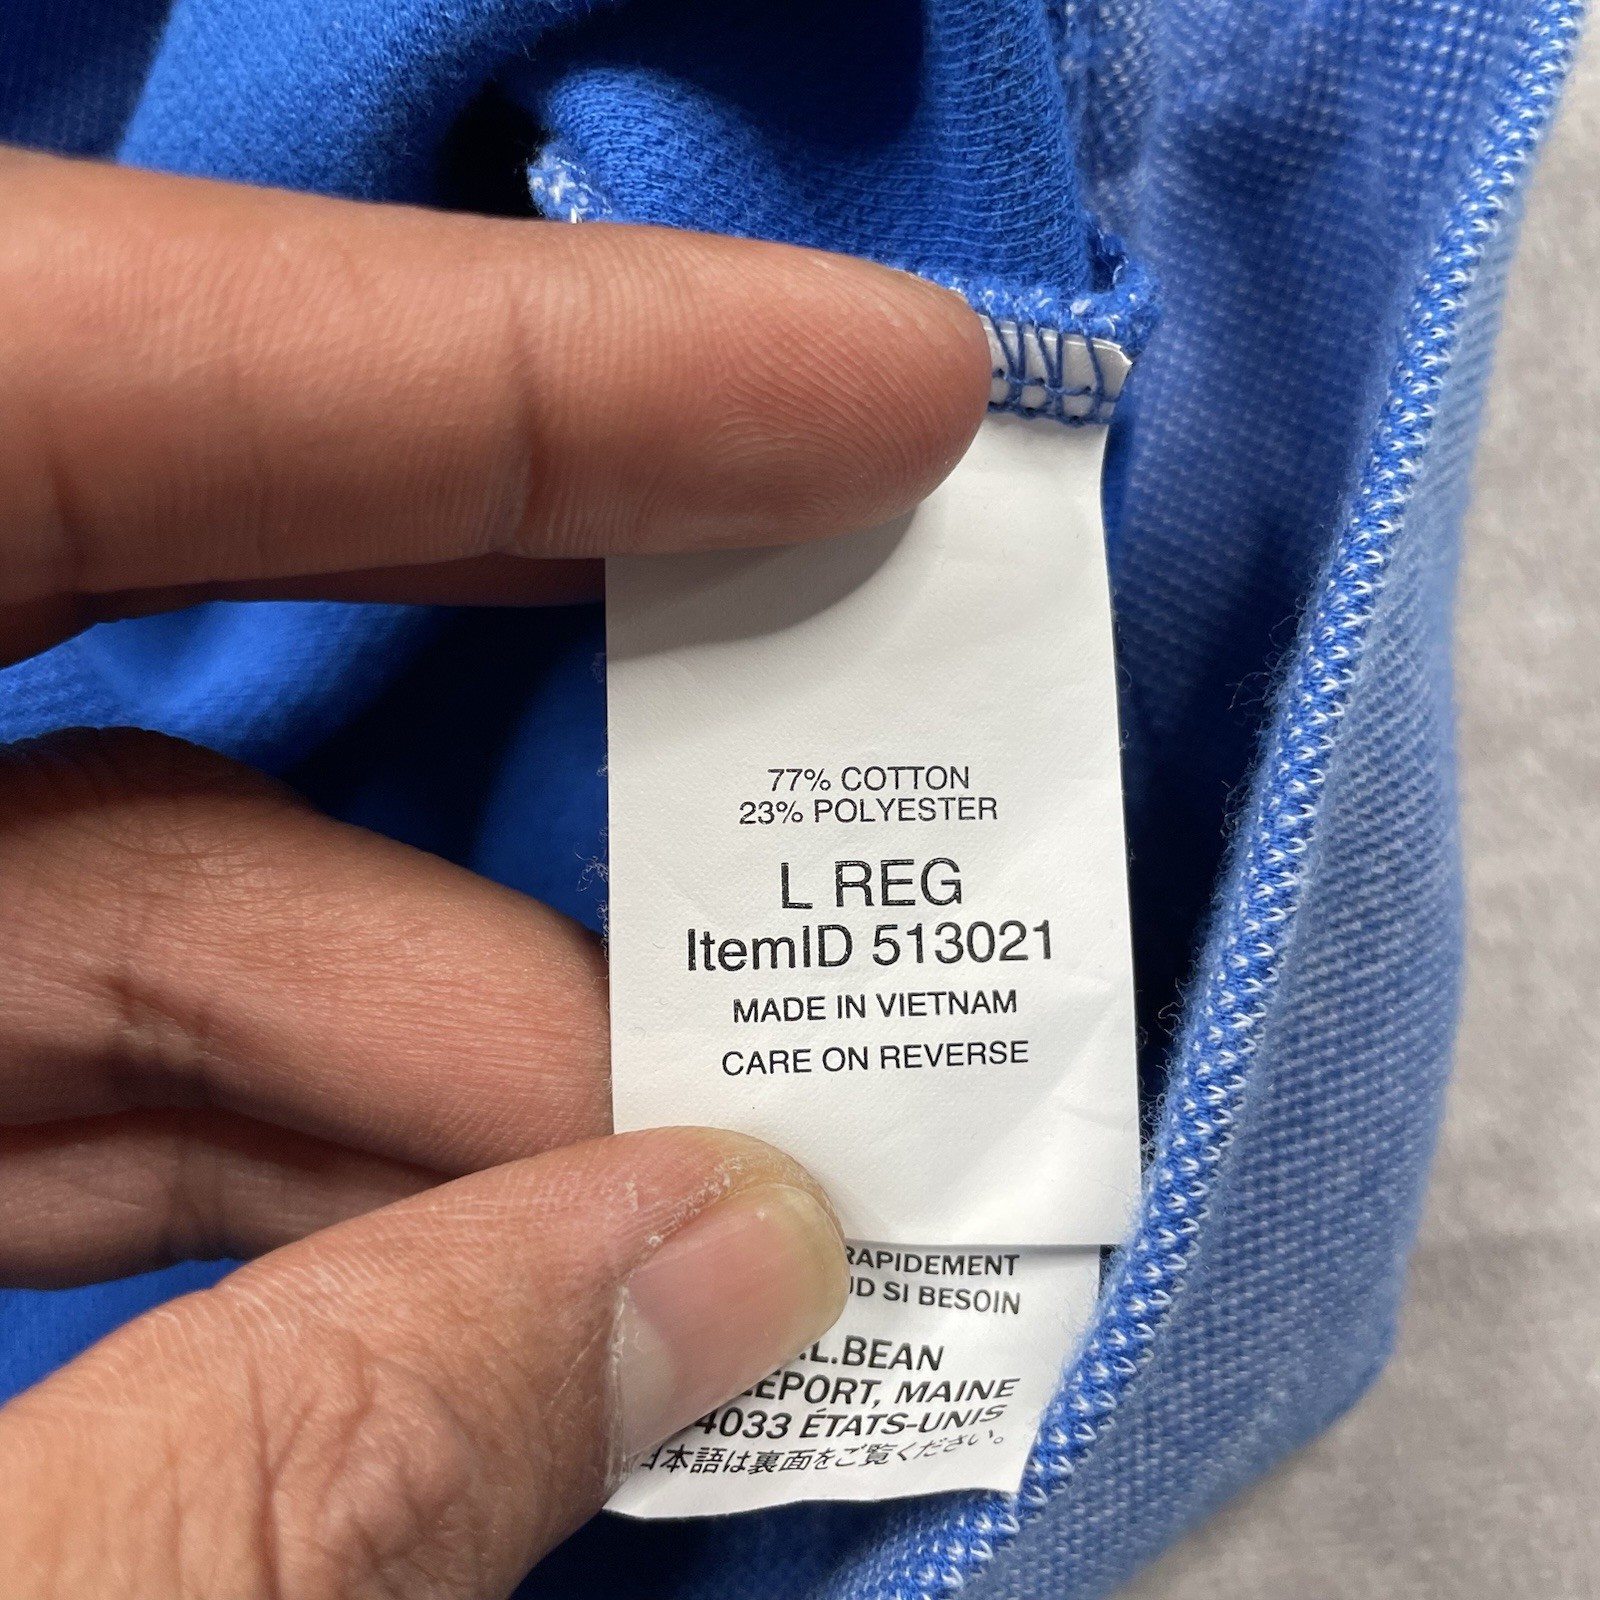 77% COTTON
23% POLYESTER
L REG
ItemID 513021
MADE IN VIETNAM
CARE ON REVERSE
RAPIDEMENT
SI BESOIN
L.BEAN
MAINE
4033 ÉTATS-UNIS
日本語は裏面をご覧ください。